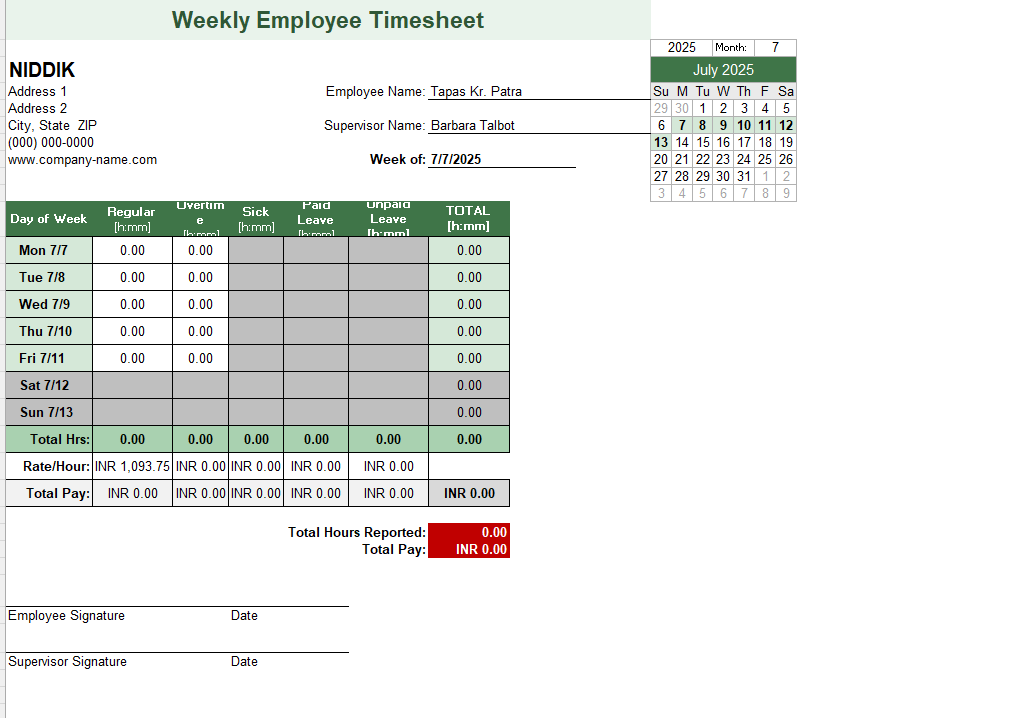 Weekly Employee Timesheet
2025 Month: 7
NIDDIK
July 2025
Address 1
Employee Name: Tapas Kr. Patra
Su M Tu W Th F Sa
Address 2
29 30 1 2 3 4 5
City, State ZIP
Supervisor Name: Barbara Talbot
6 7 8 9 10 11 12
(000) 000-0000
13 14 15 16 17 18 19
www.company-name.com
Week of: 7/7/2025
20 21 22 23 24 25 26
27 28 29 30 31 1 2
3 4 5 6 7 8 9
Day of Week
Regular
[h:mm]
Overtim
e
[h:mm]
Sick
[h:mm]
Paid
Leave
[h:mm]
Unpaid
Leave
[h:mm]
TOTAL
[h:mm]
Mon 7/7 0.00 0.00 0.00
Tue 7/8 0.00 0.00 0.00
Wed 7/9 0.00 0.00 0.00
Thu 7/10 0.00 0.00 0.00
Fri 7/11 0.00 0.00 0.00
Sat 7/12 0.00
Sun 7/13 0.00
Total Hrs: 0.00 0.00 0.00 0.00 0.00 0.00
Rate/Hour: INR 1,093.75 INR 0.00 INR 0.00 INR 0.00 INR 0.00
Total Pay: INR 0.00 INR 0.00 INR 0.00 INR 0.00 INR 0.00 INR 0.00
Total Hours Reported: 0.00
Total Pay: INR 0.00
Employee Signature Date
Supervisor Signature Date